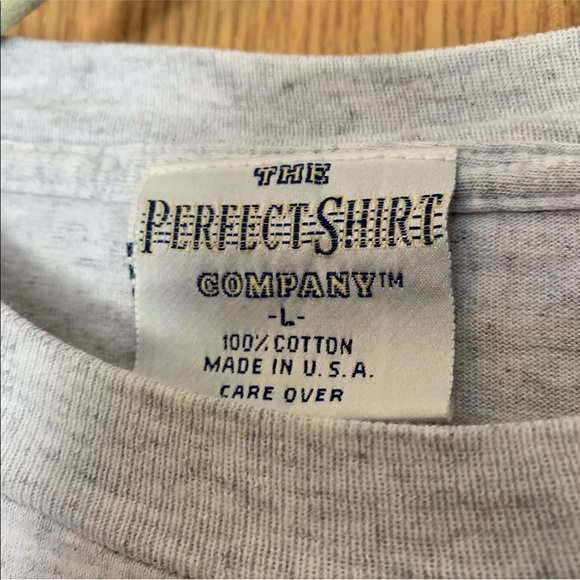 THE
PERFECT SHIRT
COMPANY™
-L-
100% COTTON
MADE IN U.S.A.
CARE OVER